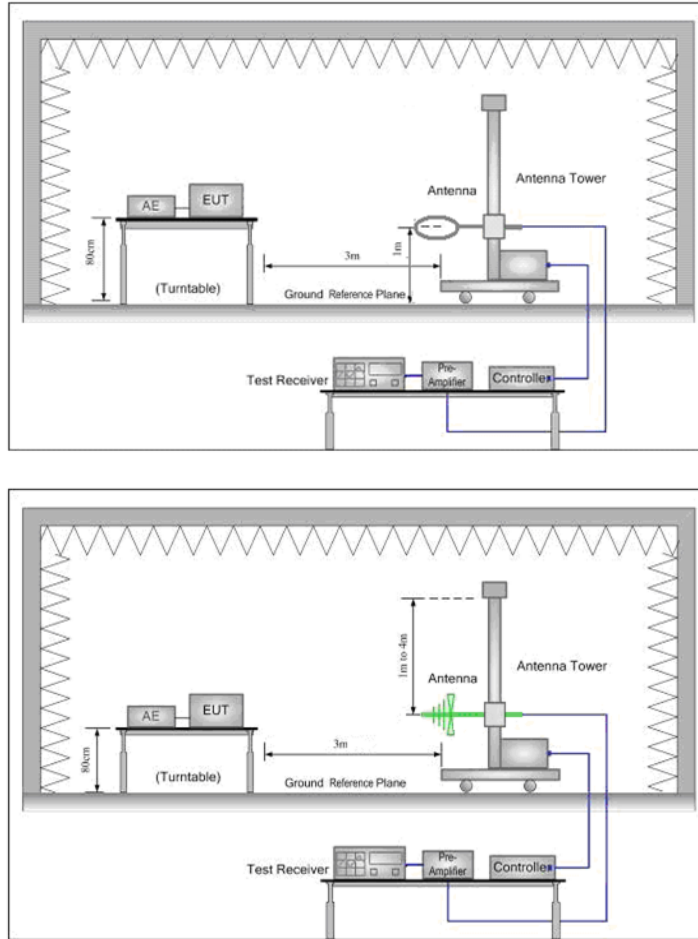 Antenna
Antenna Tower
AE
EUT
80cm
1m
3m
(Turntable)
Ground Reference Plane
Test Receiver
Pre-
Amplifier
Controller
1m to 4m
Antenna
Antenna Tower
AE
EUT
80cm
3m
(Turntable)
Ground Reference Plane
Test Receiver
Pre-
Amplifier
Controller